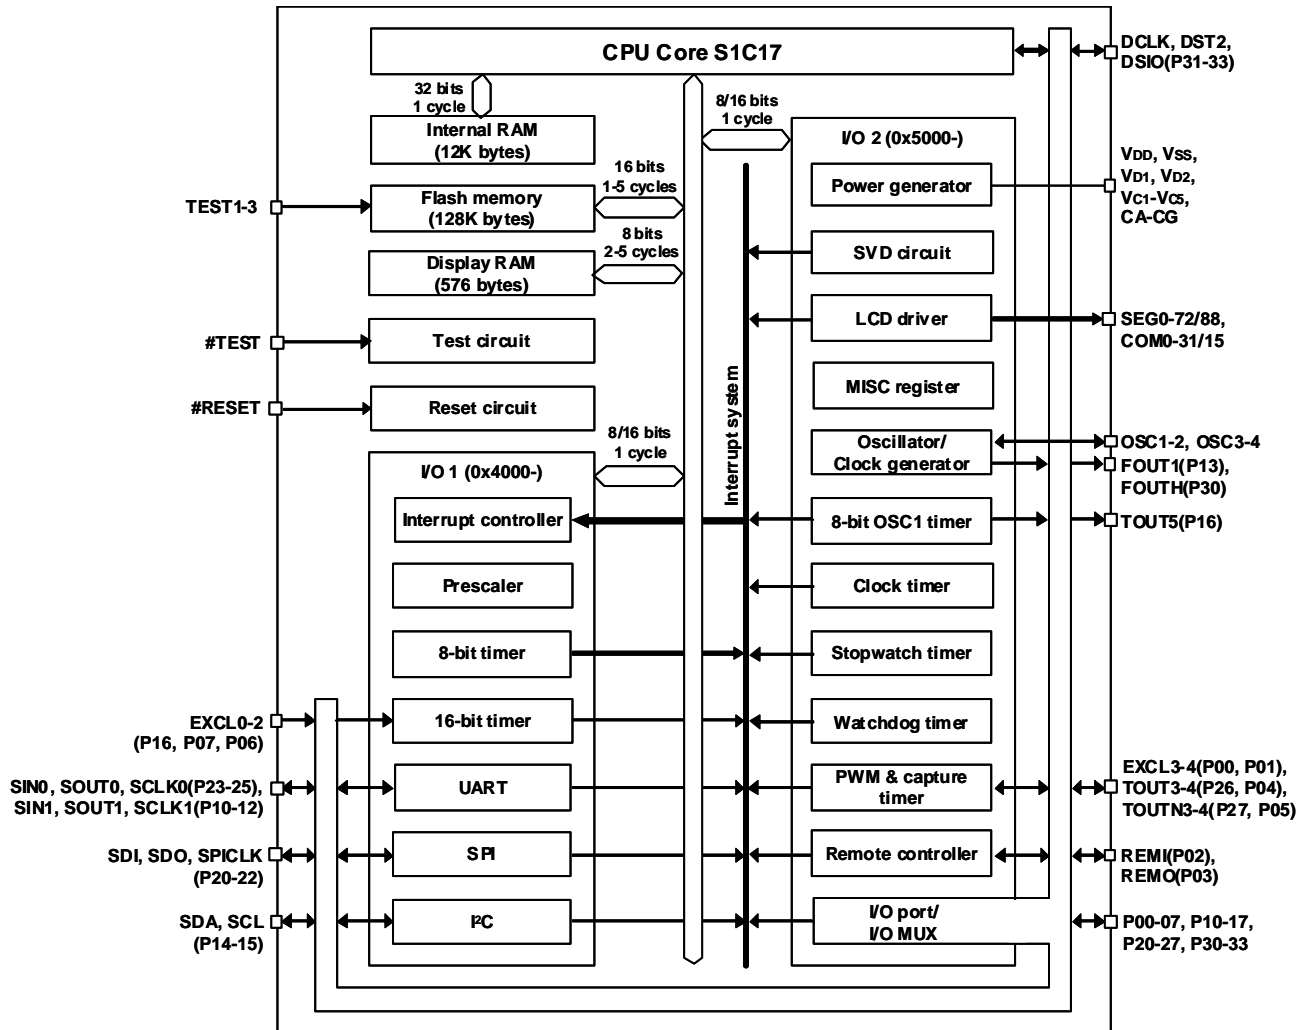 CPU Core S1C17
DCLK, DST2,
DSIO(P31-33)
32 bits
1 cycle
8/16 bits
1 cycle
Internal RAM
(12K bytes)
I/O 2 (0x5000-)
16 bits
1-5 cycles
VDD, VSS,
VD1, VD2,
VC1-VC5,
CA-CG
Power generator
TEST1-3
Flash memory
(128K bytes)
8 bits
2-5 cycles
SVD circuit
Display RAM
(576 bytes)
LCD driver
SEG0-72/88,
COM0-31/15
#TEST
Test circuit
MISC register
#RESET
Reset circuit
Interrupt system
8/16 bits
1 cycle
Oscillator/
Clock generator
OSC1-2, OSC3-4
FOUT1(P13),
FOUTH(P30)
I/O 1 (0x4000-)
Interrupt controller
8-bit OSC1 timer
TOUT5(P16)
Prescaler
Clock timer
8-bit timer
Stopwatch timer
EXCL0-2
(P16, P07, P06)
16-bit timer
Watchdog timer
SIN0, SOUT0, SCLK0(P23-25),
SIN1, SOUT1, SCLK1(P10-12)
UART
PWM & capture
timer
EXCL3-4(P00, P01),
TOUT3-4(P26, P04),
TOUTN3-4(P27, P05)
SDI, SDO, SPICLK
(P20-22)
SPI
Remote controller
REMI(P02),
REMO(P03)
SDA, SCL
(P14-15)
I²C
I/O port/
I/O MUX
P00-07, P10-17,
P20-27, P30-33